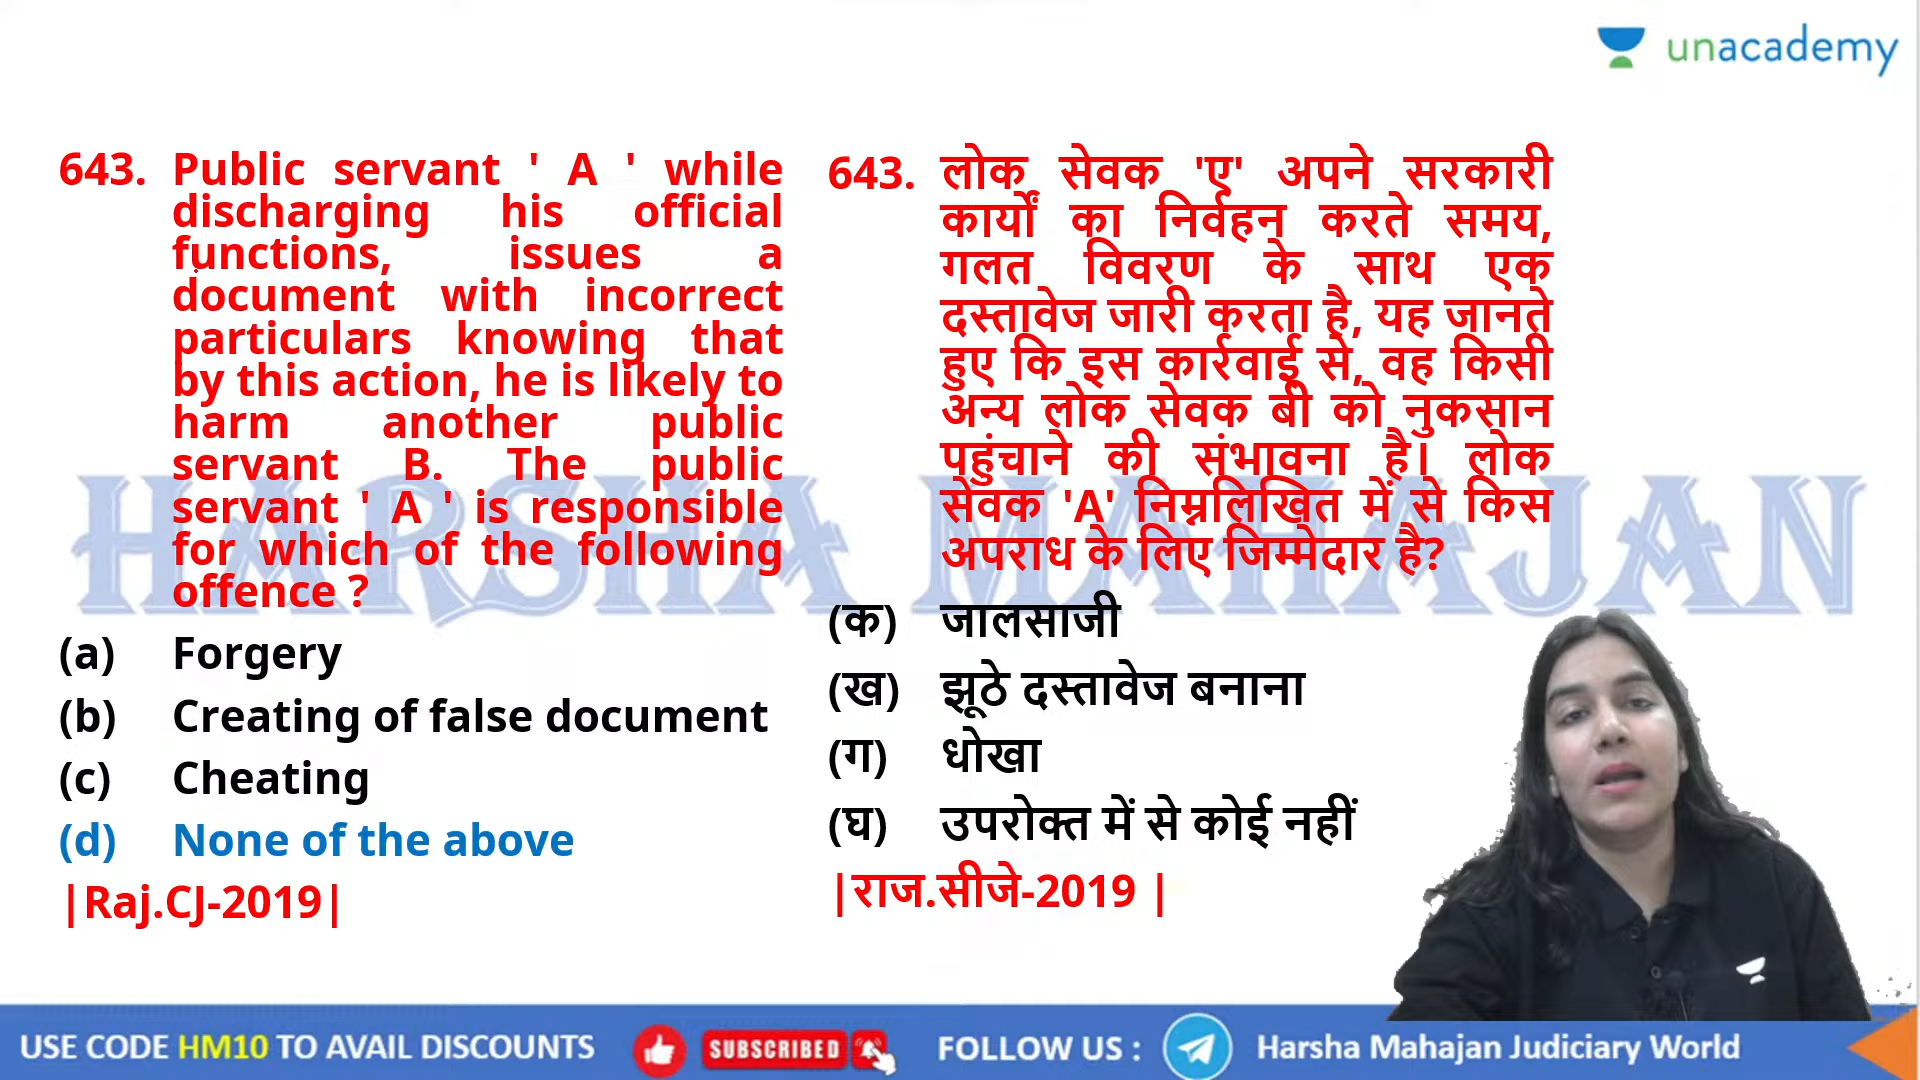 unacademy
643. Public servant ' A ' while
discharging his official
functions, issues a
document with incorrect
particulars knowing that
by this action, he is likely to
harm another public
servant B. The public
servant ' A ' is responsible
for which of the following
offence ?
(a) Forgery
(b) Creating of false document
(c) Cheating
(d) None of the above
|Raj.CJ-2019|
643. लोक सेवक 'ए' अपने सरकारी
कार्यों का निर्वहन करते समय,
गलत विवरण के साथ एक
दस्तावेज जारी करता है, यह जानते
हुए कि इस कार्रवाई से, वह किसी
अन्य लोक सेवक बी को नुकसान
पहुंचाने की संभावना है। लोक
सेवक 'A' निम्नलिखित में से किस
अपराध के लिए जिम्मेदार है?
(क) जालसाजी
(ख) झूठे दस्तावेज बनाना
(ग) धोखा
(घ) उपरोक्त में से कोई नहीं
|राज.सीजे-2019 |
HARSHA MAHAJAN
USE CODE HM10 TO AVAIL DISCOUNTS
SUBSCRIBED
FOLLOW US :
Harsha Mahajan Judiciary World